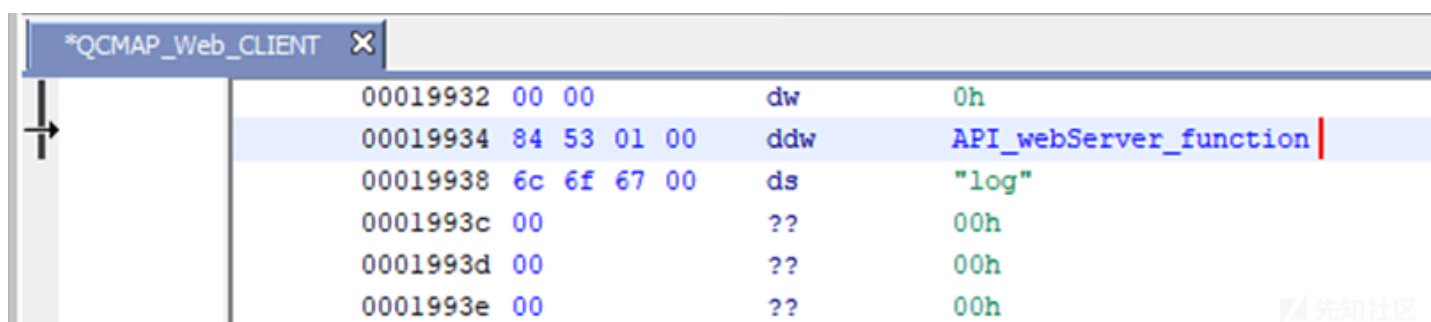 *QCMAP_Web_CLIENT
00019932 00 00 dw 0h
00019934 84 53 01 00 ddw API_webServer_function
00019938 6c 6f 67 00 ds "log"
0001993c 00 ?? 00h
0001993d 00 ?? 00h
0001993e 00 ?? 00h
先知社区